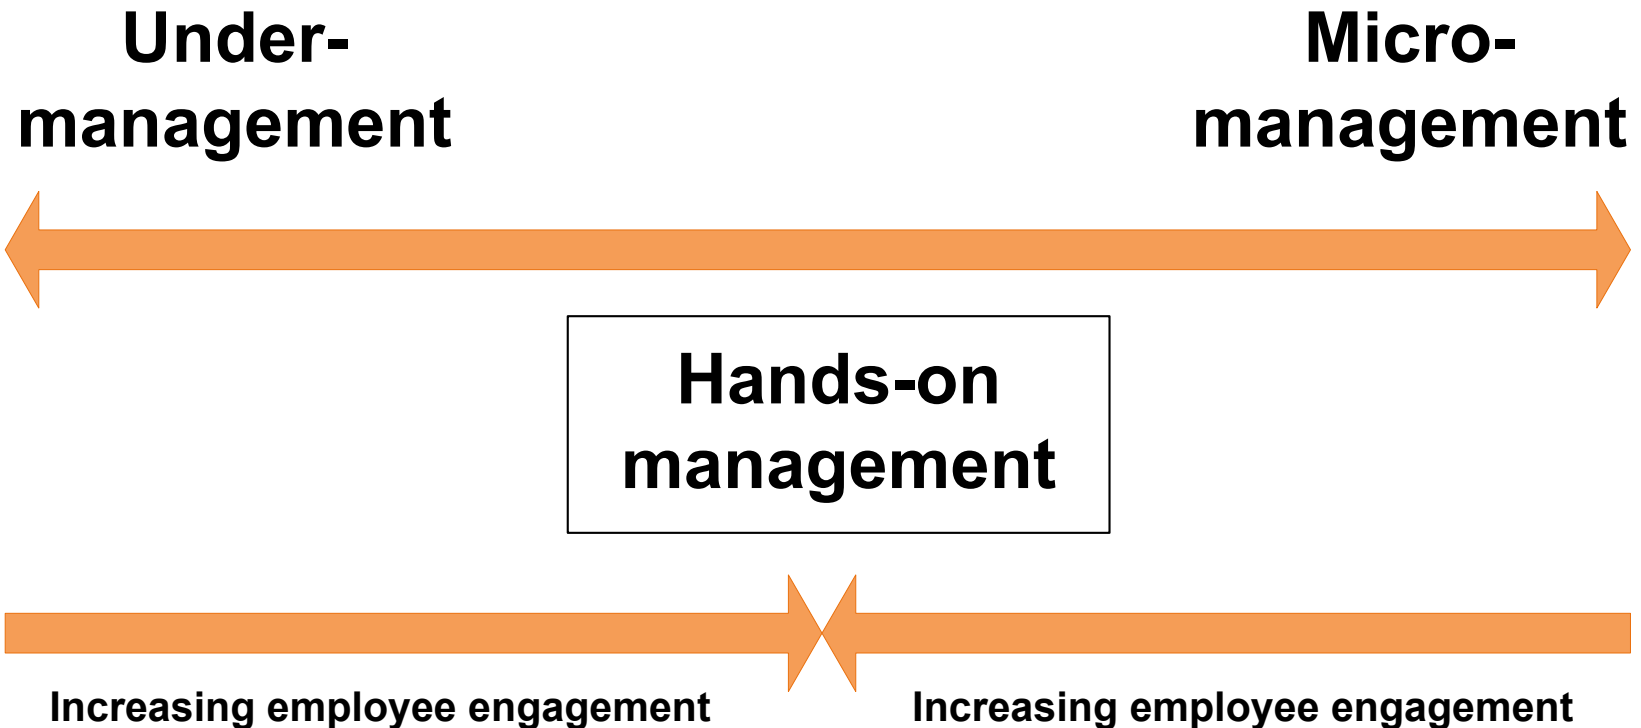 Under-
management
Micro-
management
Hands-on
management
Increasing employee engagement
Increasing employee engagement